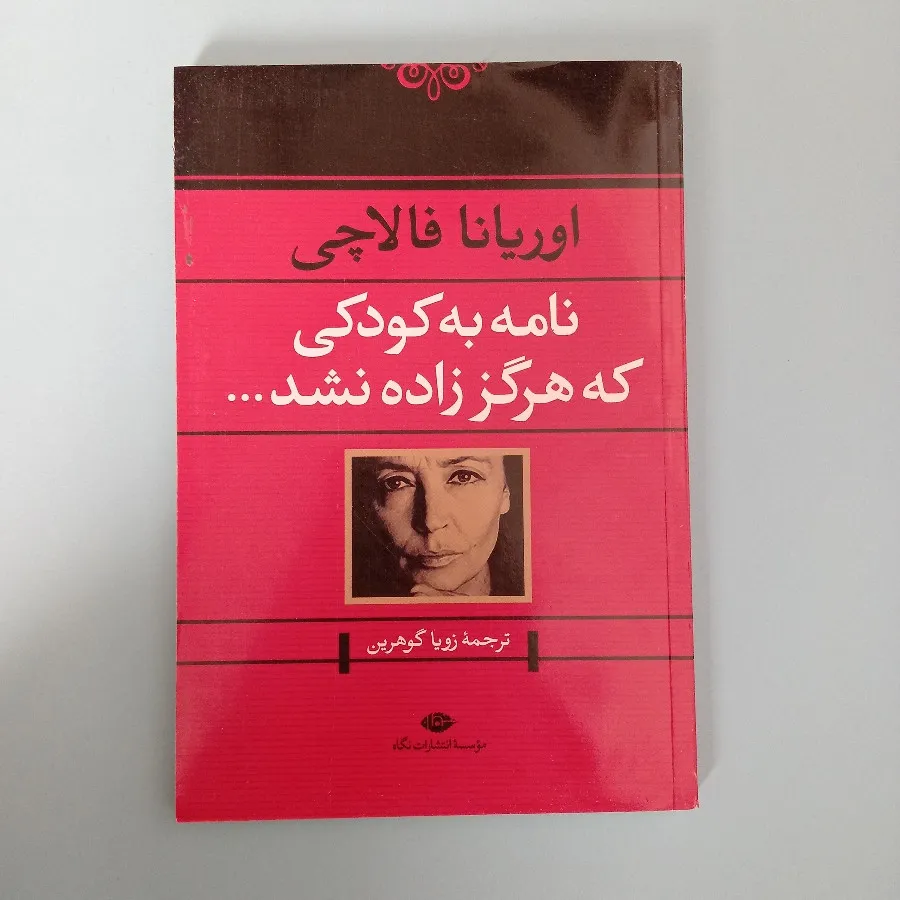 اوریانا فالاچی
نامه به کودکی
که هرگز زاده نشد...
ترجمهٔ زویا گوهرین
مؤسسهٔ انتشارات نگاه